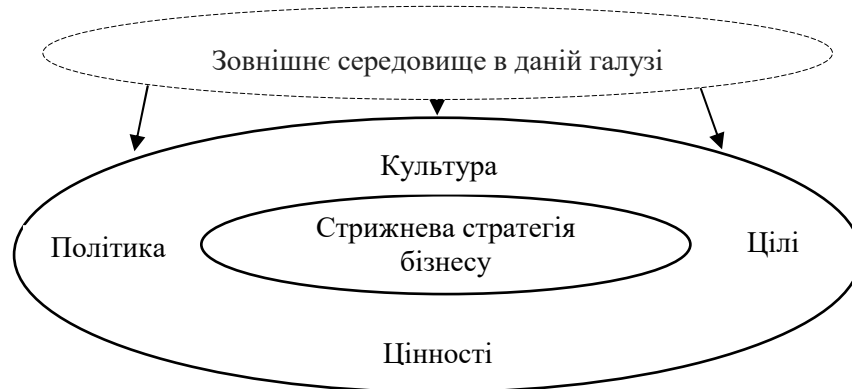 Зовнішнє середовище в даній галузі
Культура
Стрижнева стратегія
бізнесу
Політика
Цілі
Цінності